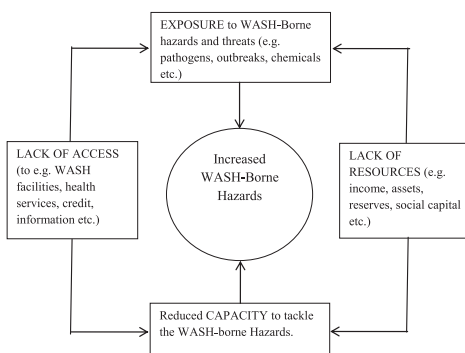 EXPOSURE to WASH-Borne
hazards and threats (e.g.
pathogens, outbreaks, chemicals
etc.)
LACK OF ACCESS
(to e.g. WASH
facilities, health
services, credit,
information etc.)
Increased
WASH-Borne
Hazards
LACK OF
RESOURCES (e.g.
income, assets,
reserves, social capital
etc.)
Reduced CAPACITY to tackle
the WASH-borne Hazards.